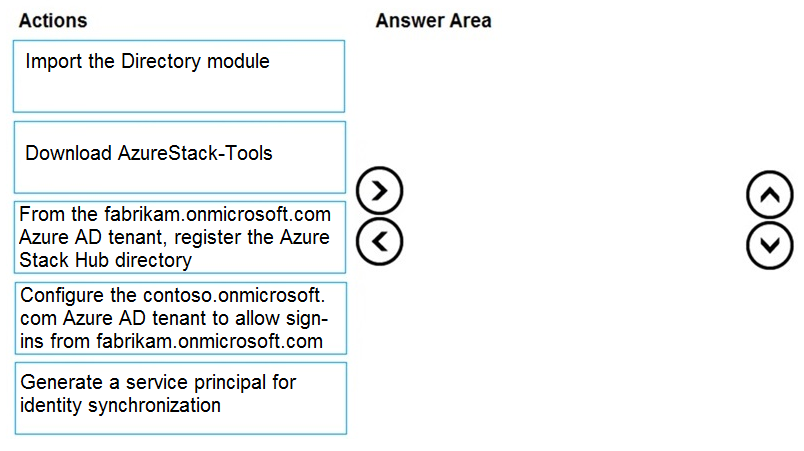 Actions
Answer Area
Import the Directory module
Download AzureStack-Tools
From the fabrikam.onmicrosoft.com
Azure AD tenant, register the Azure
Stack Hub directory
Configure the contoso.onmicrosoft.
com Azure AD tenant to allow sign-
ins from fabrikam.onmicrosoft.com
Generate a service principal for
identity synchronization